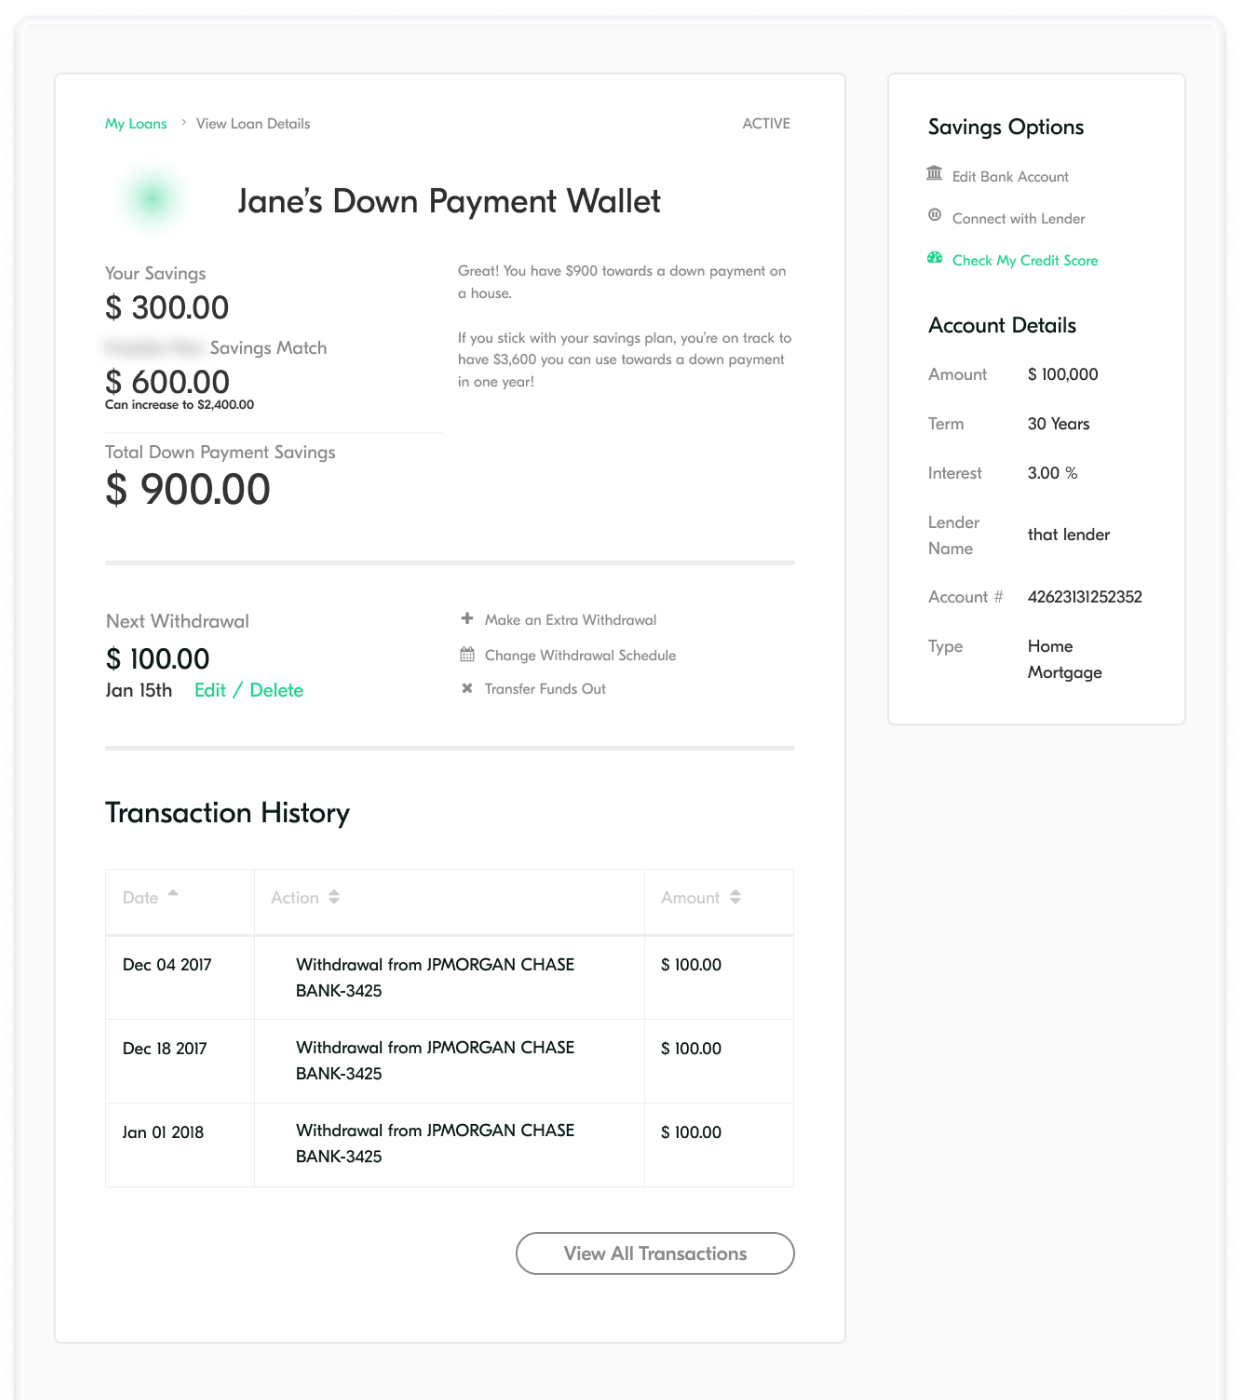 My Loans › View Loan Details
ACTIVE
Jane’s Down Payment Wallet
Your Savings
$ 300.00
Savings Match
$ 600.00
Can increase to $2,400.00
Total Down Payment Savings
$ 900.00
Great! You have $900 towards a down payment on
a house.
If you stick with your savings plan, you’re on track to
have $3,600 you can use towards a down payment
in one year!
Next Withdrawal
$ 100.00
Jan 15th Edit / Delete
Make an Extra Withdrawal
Change Withdrawal Schedule
Transfer Funds Out
Transaction History
Date Action Amount
Dec 04 2017 Withdrawal from JPMORGAN CHASE $ 100.00
BANK-3425
Dec 18 2017 Withdrawal from JPMORGAN CHASE $ 100.00
BANK-3425
Jan 01 2018 Withdrawal from JPMORGAN CHASE $ 100.00
BANK-3425
View All Transactions
Savings Options
Edit Bank Account
Connect with Lender
Check My Credit Score
Account Details
Amount $ 100,000
Term 30 Years
Interest 3.00 %
Lender
Name that lender
Account # 42623131252352
Type Home
Mortgage